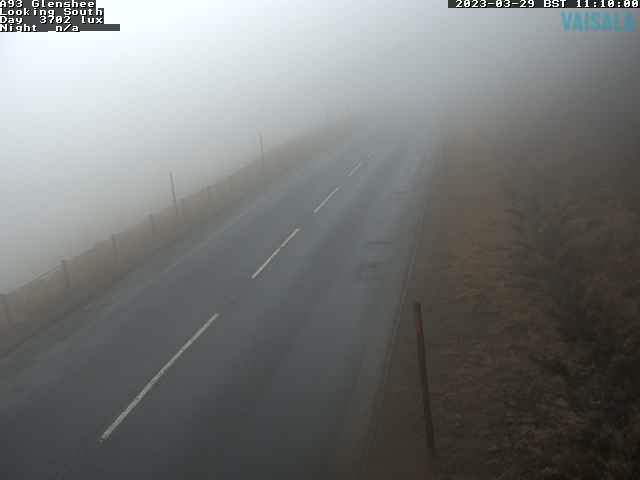 A93 Glenshee
Looking South
Day 3702 lux
Night n/a
2023-03-29 BST 11:10:00
VAISALA